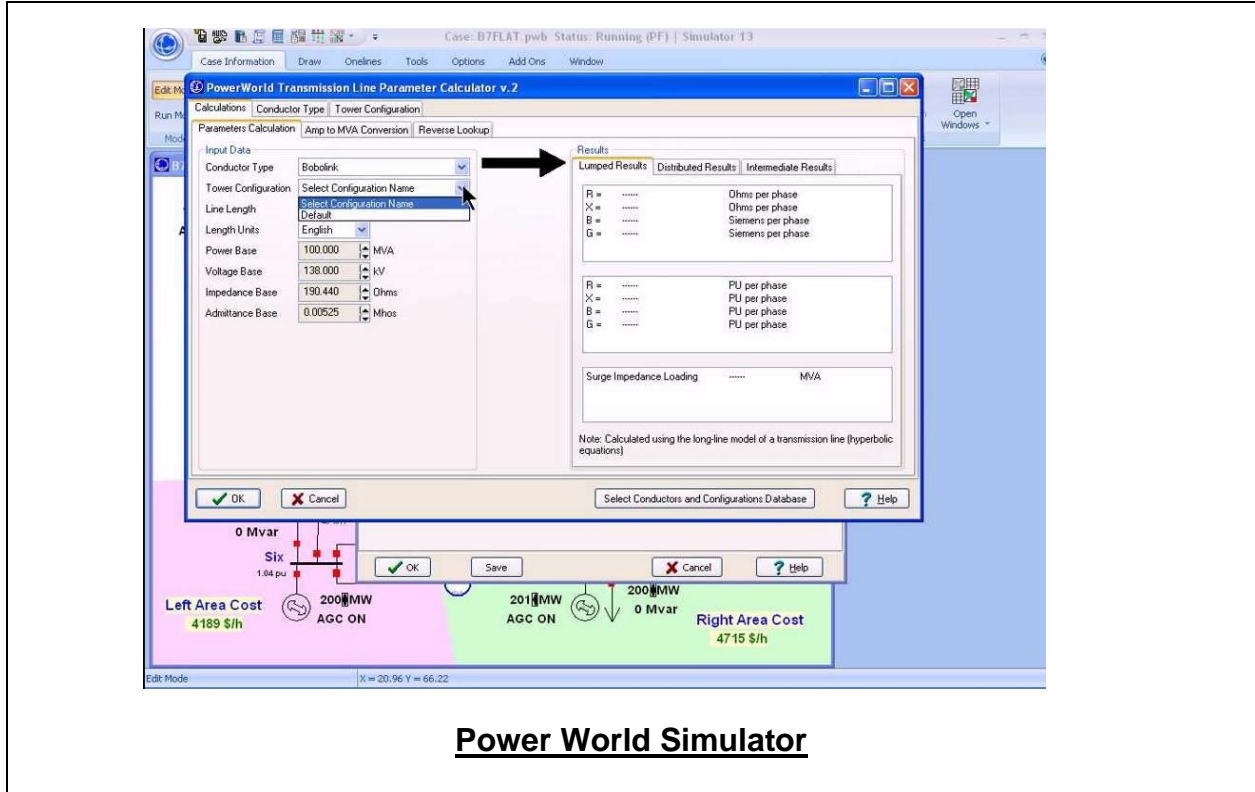 Case: B7FLAT.pwb Status: Running (PF) | Simulator 13
Case Information Draw Onelines Tools Options Add Ons Window
Edit Mo
Run Mo
Mod
Open
Windows
PowerWorld Transmission Line Parameter Calculator v.2
Calculations Conductor Type Tower Configuration
Parameters Calculation Amp to MVA Conversion Reverse Lookup
Input Data
Conductor Type Bobolink
Tower Configuration Select Configuration Name
Select Configuration Name
Default
Line Length
Length Units English
Power Base 100.000 MVA
Voltage Base 138.000 kV
Impedance Base 190.440 Ohms
Admittance Base 0.00525 Mhos
Results
Lumped Results Distributed Results Intermediate Results
R = ------ Ohms per phase
X = ------ Ohms per phase
B = ------ Siemens per phase
G = ------ Siemens per phase
R = ------ PU per phase
X = ------ PU per phase
B = ------ PU per phase
G = ------ PU per phase
Surge Impedance Loading ------ MVA
Note: Calculated using the long-line model of a transmission line (hyperbolic
equations)
OK Cancel Select Conductors and Configurations Database ? Help
0 Mvar
Six
1.04 pu
OK Save Cancel ? Help
Left Area Cost
4189 $/h
200 MW
AGC ON
201 MW
AGC ON
200 MW
0 Mvar
Right Area Cost
4715 $/h
Edit Mode X = 20.96 Y = 66.22
Power World Simulator